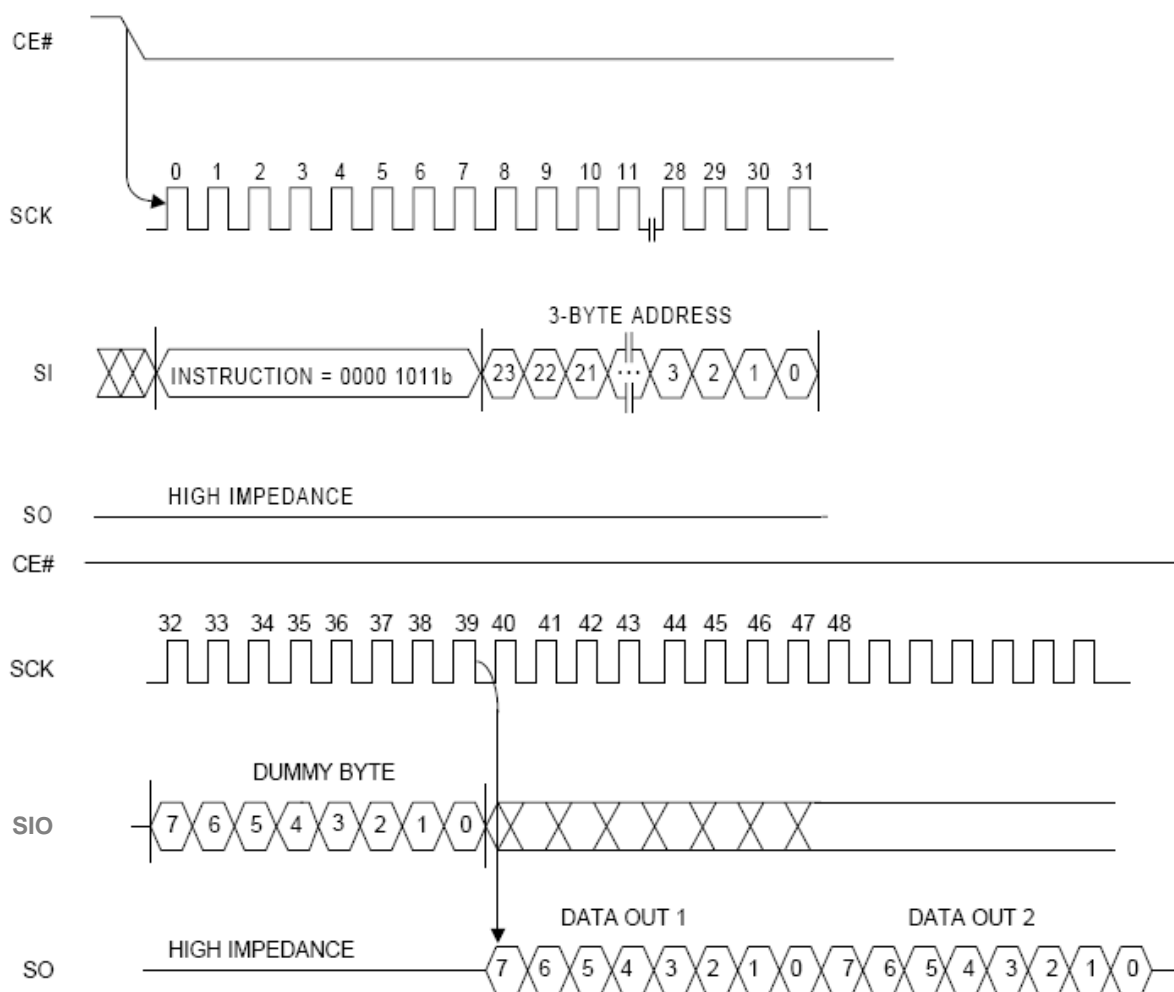 CE#
0 1 2 3 4 5 6 7 8 9 10 11 28 29 30 31
SCK
3-BYTE ADDRESS
SI INSTRUCTION = 0000 1011b 23 22 21 ... 3 2 1 0
HIGH IMPEDANCE
SO
CE#
32 33 34 35 36 37 38 39 40 41 42 43 44 45 46 47 48
SCK
DUMMY BYTE
SIO 7 6 5 4 3 2 1 0
DATA OUT 1 DATA OUT 2
HIGH IMPEDANCE
SO 7 6 5 4 3 2 1 0 7 6 5 4 3 2 1 0